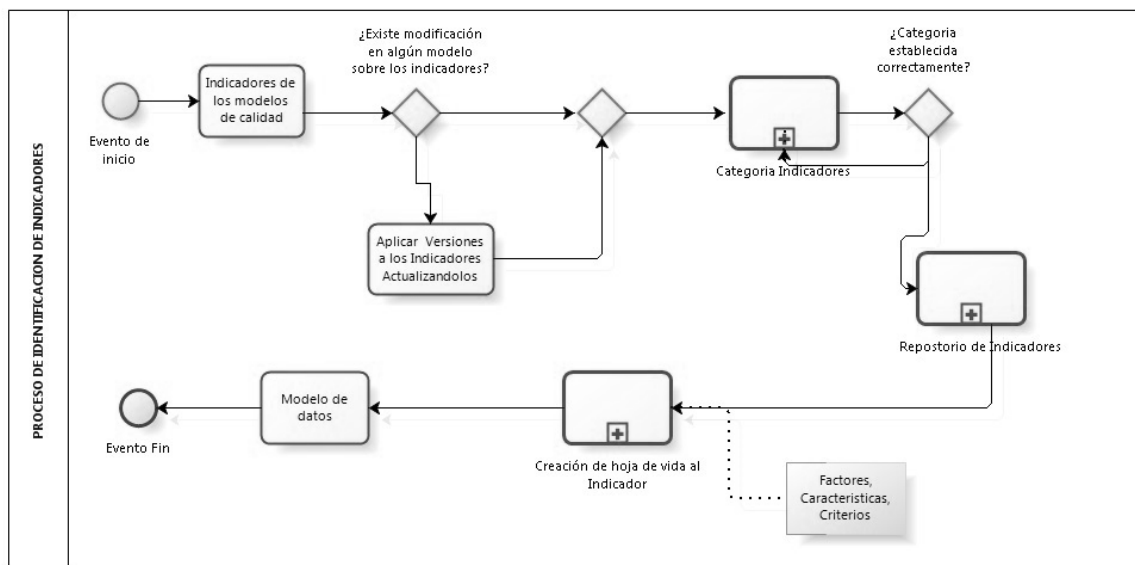 PROCESO DE IDENTIFICACION DE INDICADORES
¿Existe modificación
en algún modelo
sobre los indicadores?
¿Categoria
establecida
correctamente?
Indicadores de
los modelos
de calidad
Evento de
inicio
Categoria Indicadores
Aplicar Versiones
a los Indicadores
Actualizandolos
Repostorio de Indicadores
Modelo de
datos
Evento Fin
Creación de hoja de vida al
Indicador
Factores,
Caracteristicas,
Criterios